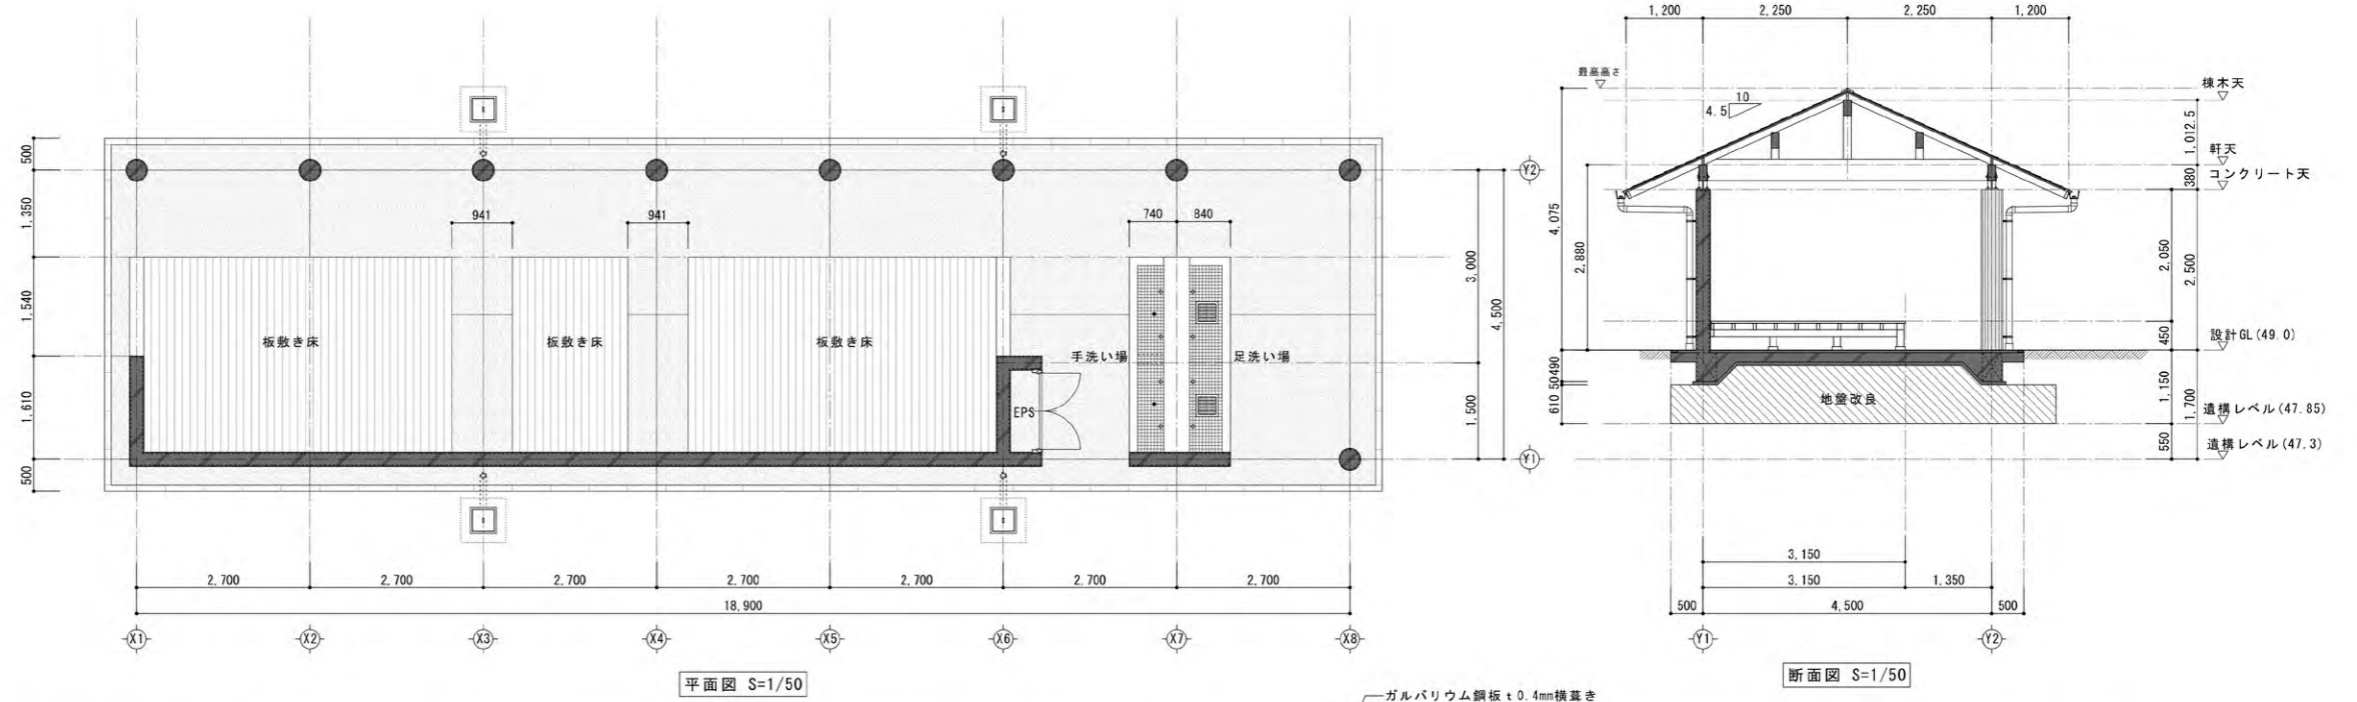 500
1,350
1,540
1,610
500
941
941
740
840
板敷き床
板敷き床
板敷き床
手洗い場
足洗い場
EPS
3,000
1,500
4,500
Y2
Y1
2,700
2,700
2,700
2,700
2,700
2,700
2,700
18,900
X1
X2
X3
X4
X5
X6
X7
X8
平面図 S=1/50
1,200
2,250
2,250
1,200
最高高さ
10
4.5
棟木天
軒天
コンクリート天
設計GL(49.0)
遺構レベル(47.85)
遺構レベル(47.3)
1,012.5
380
2,050
2,500
450
1,150
1,700
550
4,075
2,880
490
50
610
地盤改良
3,150
3,150
1,350
500
4,500
500
Y1
Y2
断面図 S=1/50
ガルバリウム鋼板t0.4mm横葺き